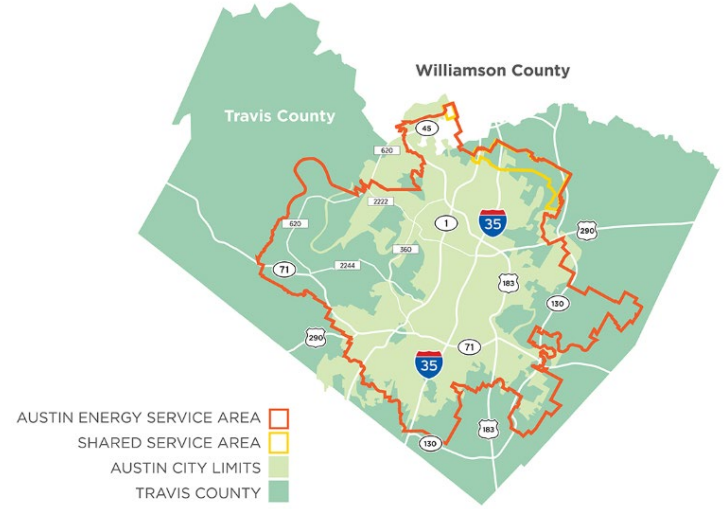 Williamson County
Travis County
45
620
2222
1
35
620
290
360
71
2244
183
130
290
71
35
AUSTIN ENERGY SERVICE AREA
SHARED SERVICE AREA
183
130
AUSTIN CITY LIMITS
TRAVIS COUNTY